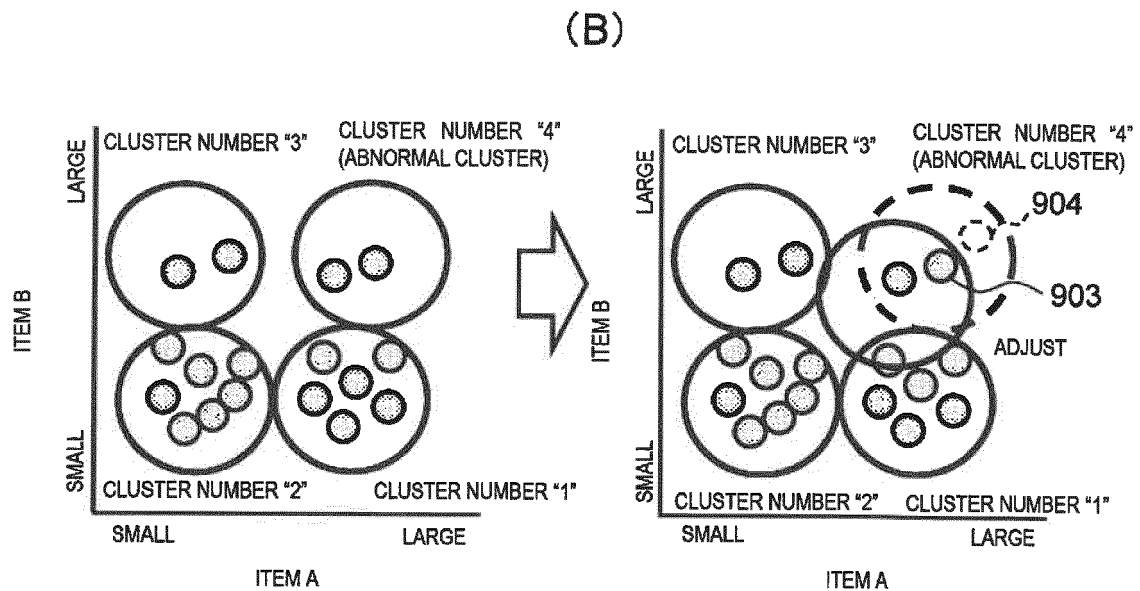 (B)
CLUSTER NUMBER "3"
CLUSTER NUMBER "4"
(ABNORMAL CLUSTER)
LARGE
ITEM B
SMALL
CLUSTER NUMBER "2"
CLUSTER NUMBER "1"
SMALL
LARGE
ITEM A
CLUSTER NUMBER "3"
CLUSTER NUMBER "4"
(ABNORMAL CLUSTER)
LARGE
904
903
ITEM B
ADJUST
SMALL
CLUSTER NUMBER "2"
CLUSTER NUMBER "1"
SMALL
LARGE
ITEM A